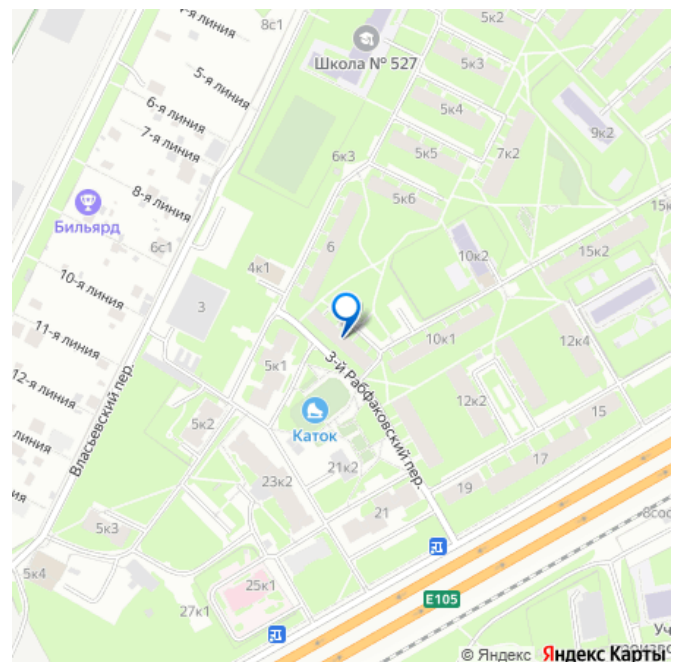 5к2
8с1
-я линия
Школа № 527
5к3
5-я линия
6-я линия
5к4
7-я линия
9к2
5к5
7к2
6к3
8-я линия
5к6
Бильярд
6с1
6
10к2
15к2
4к1
10-я линия
3
11-я линия
10к1
12к4
3-й Рабфаковский пер.
5к1
12-я линия
Власьевский пер.
12к2
15
5к2
Каток
линия
17
23к2
21к2
19
21
5к3
E105
25к1
5к4
27к1
© Яндекс Яндекс Карты